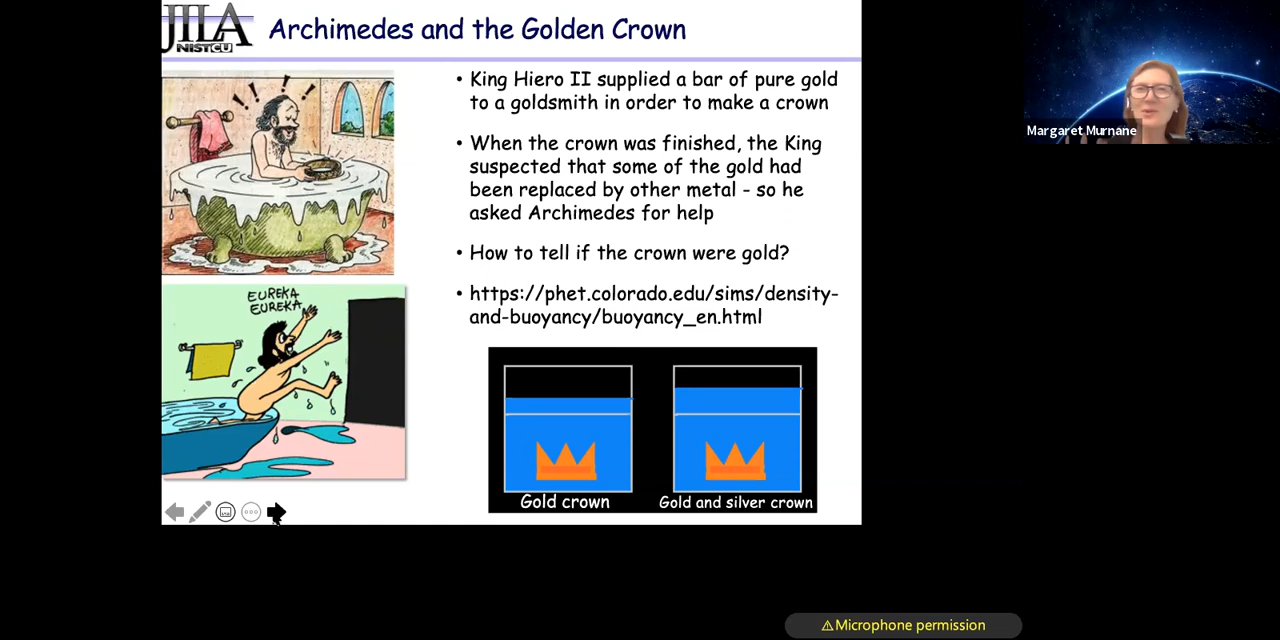 JILA
NIST CU
Archimedes and the Golden Crown
• King Hiero II supplied a bar of pure gold
to a goldsmith in order to make a crown
• When the crown was finished, the King
suspected that some of the gold had
been replaced by other metal - so he
asked Archimedes for help
• How to tell if the crown were gold?
• https://phet.colorado.edu/sims/density-
and-buoyancy/buoyancy_en.html
! ! ! !
EUREKA
EUREKA
Gold crown
Gold and silver crown
Margaret Murnane
⚠Microphone permission